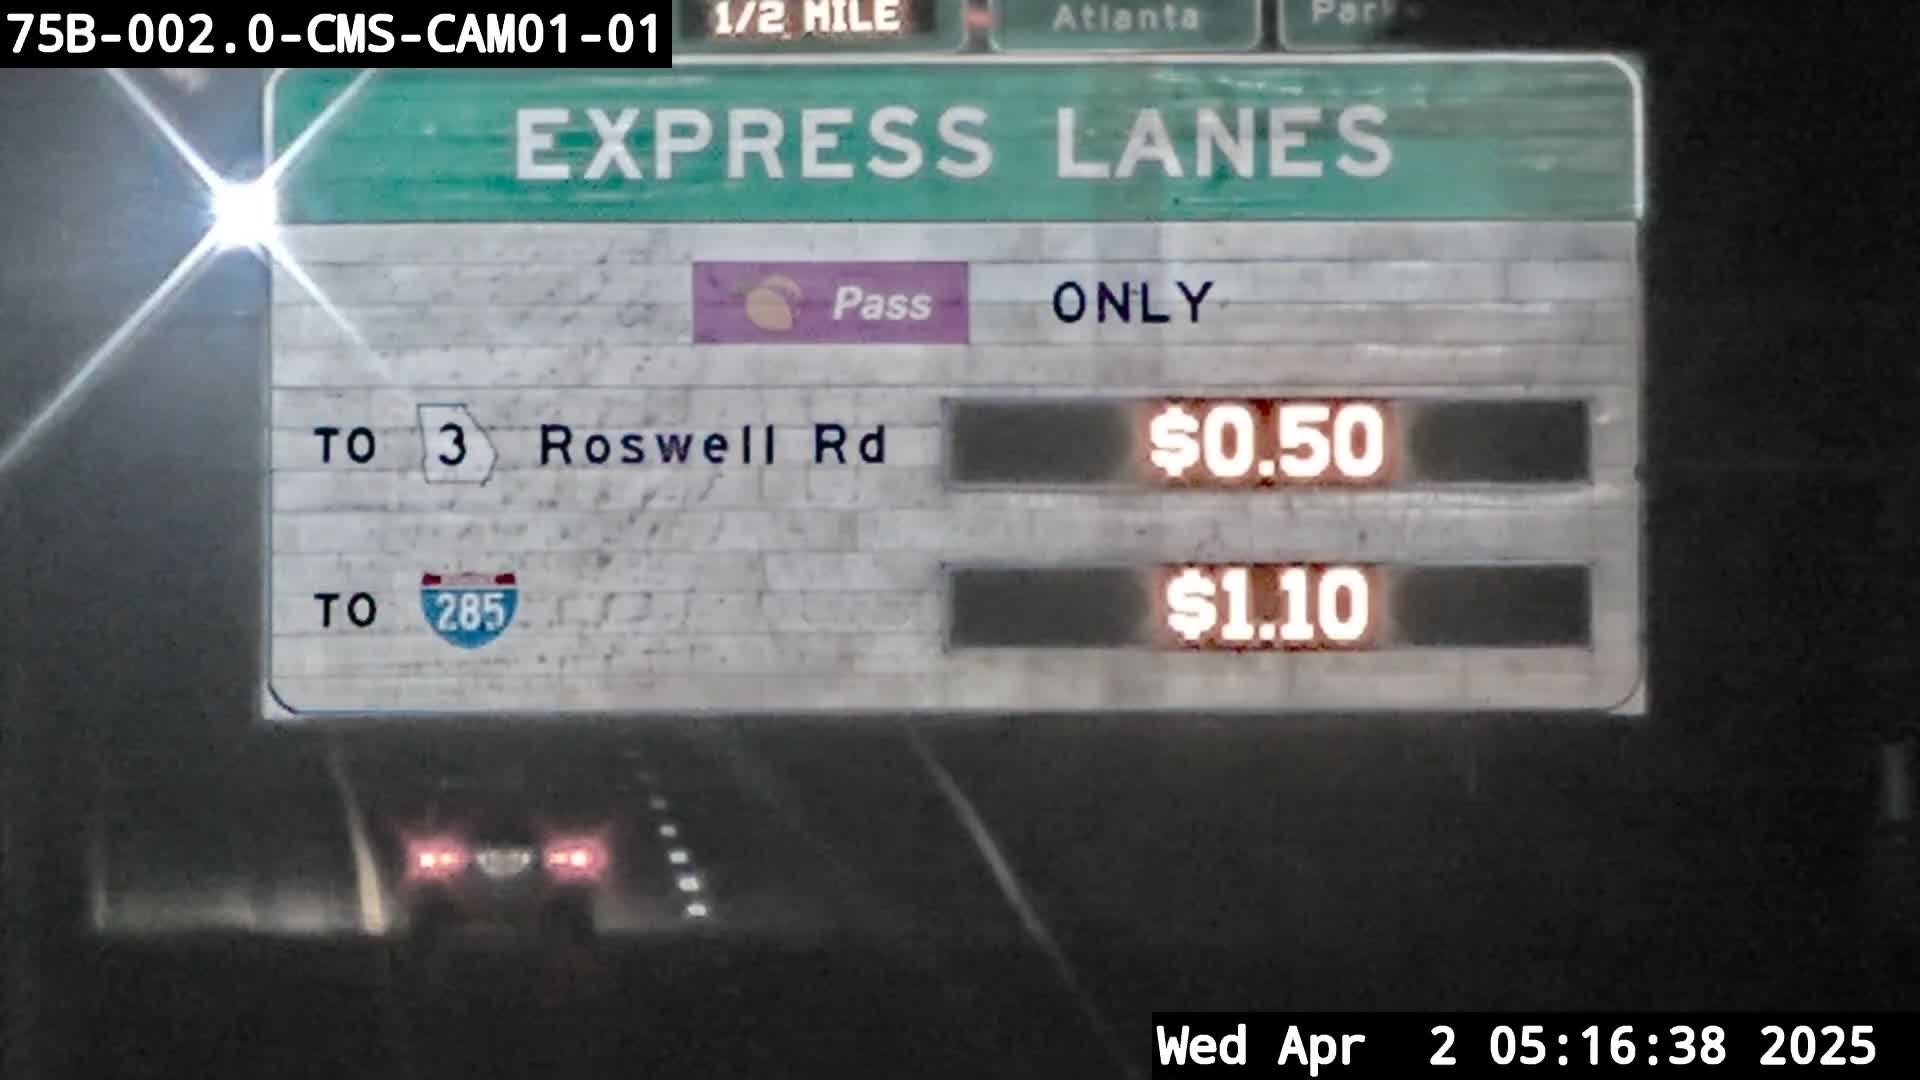 75B-002.0-CMS-CAM01-01
1/2 MILE
Atlanta
EXPRESS LANES
Pass ONLY
TO 3 Roswell Rd $0.50
TO 285 $1.10
Wed Apr 2 05:16:38 2025